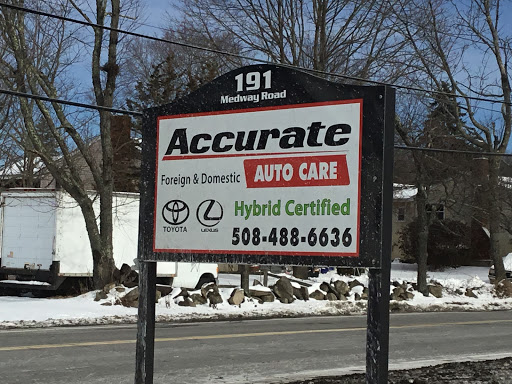 191
Medway Road
Accurate
Foreign & Domestic AUTO CARE
TOYOTA LEXUS Hybrid Certified
508-488-6636